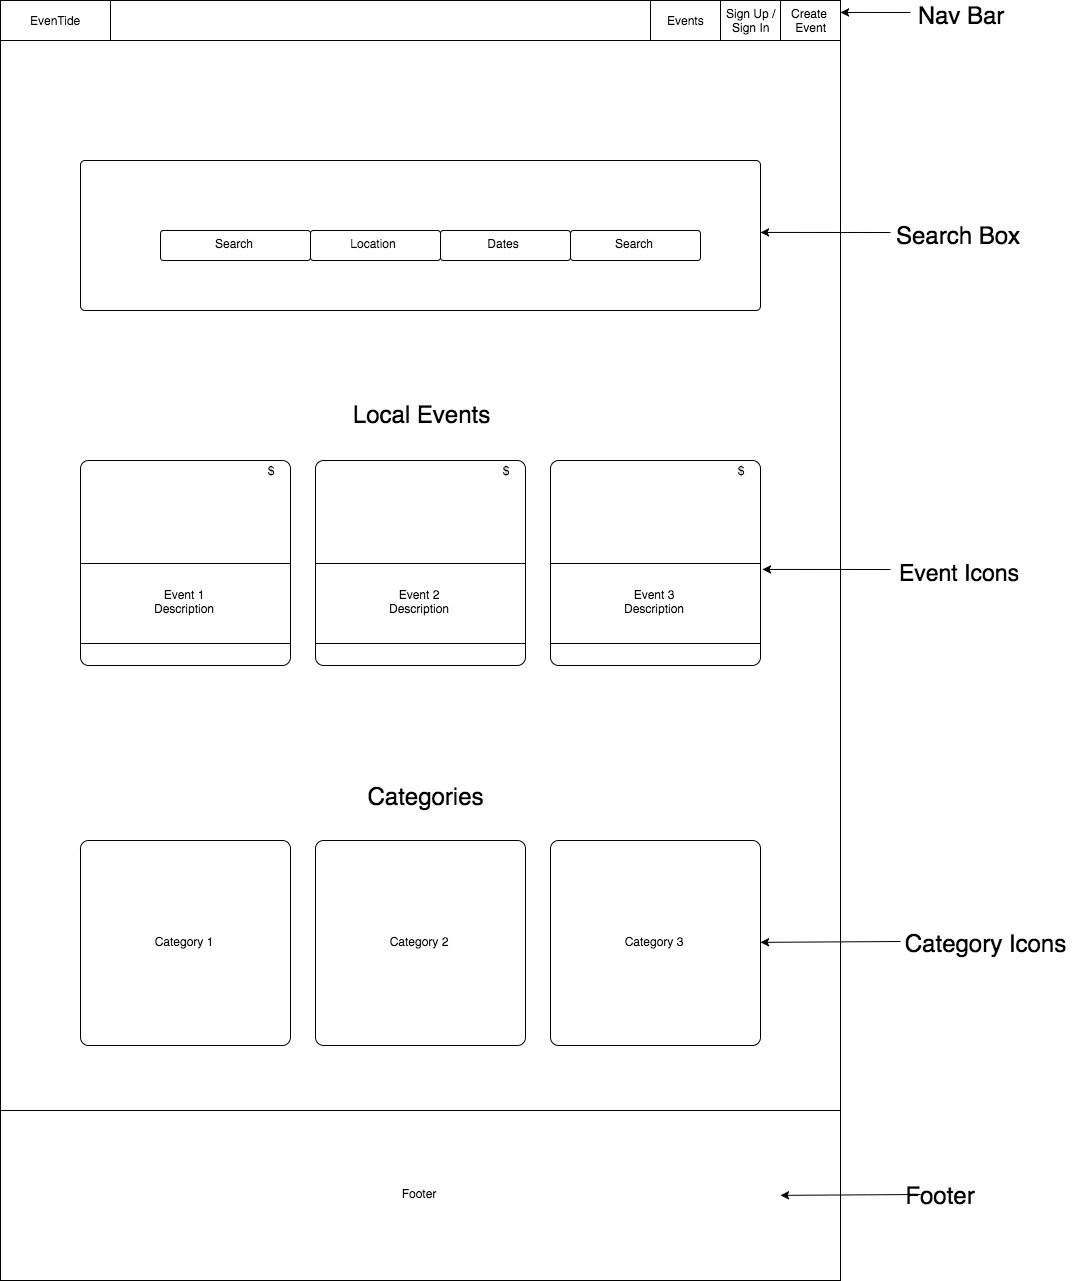 EvenTide
Events
Sign Up /
Sign In
Create
Event
Nav Bar
Search
Location
Dates
Search
Search Box
Local Events
$
$
$
Event 1
Description
Event 2
Description
Event 3
Description
Event Icons
Categories
Category 1
Category 2
Category 3
Category Icons
Footer
Footer